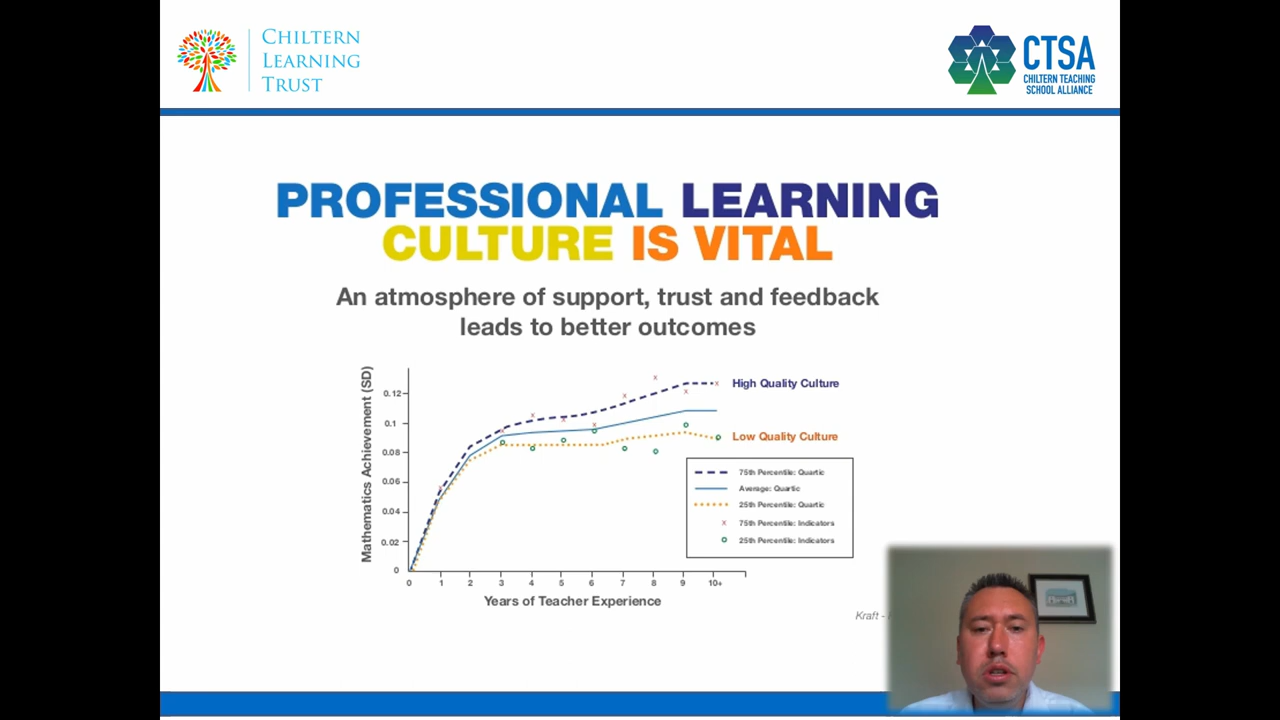 CHILTERN
LEARNING
TRUST
CTSA
CHILTERN TEACHING
SCHOOL ALLIANCE
PROFESSIONAL LEARNING
CULTURE IS VITAL
An atmosphere of support, trust and feedback
leads to better outcomes
Mathematics Achievement (SD)
0.12
0.1
0.08
0.06
0.04
0.02
0
High Quality Culture
Low Quality Culture
75th Percentile: Quartic
Average: Quartic
25th Percentile: Quartic
75th Percentile: Indicators
25th Percentile: Indicators
0 1 2 3 4 5 6 7 8 9 10+
Years of Teacher Experience
Kraft -